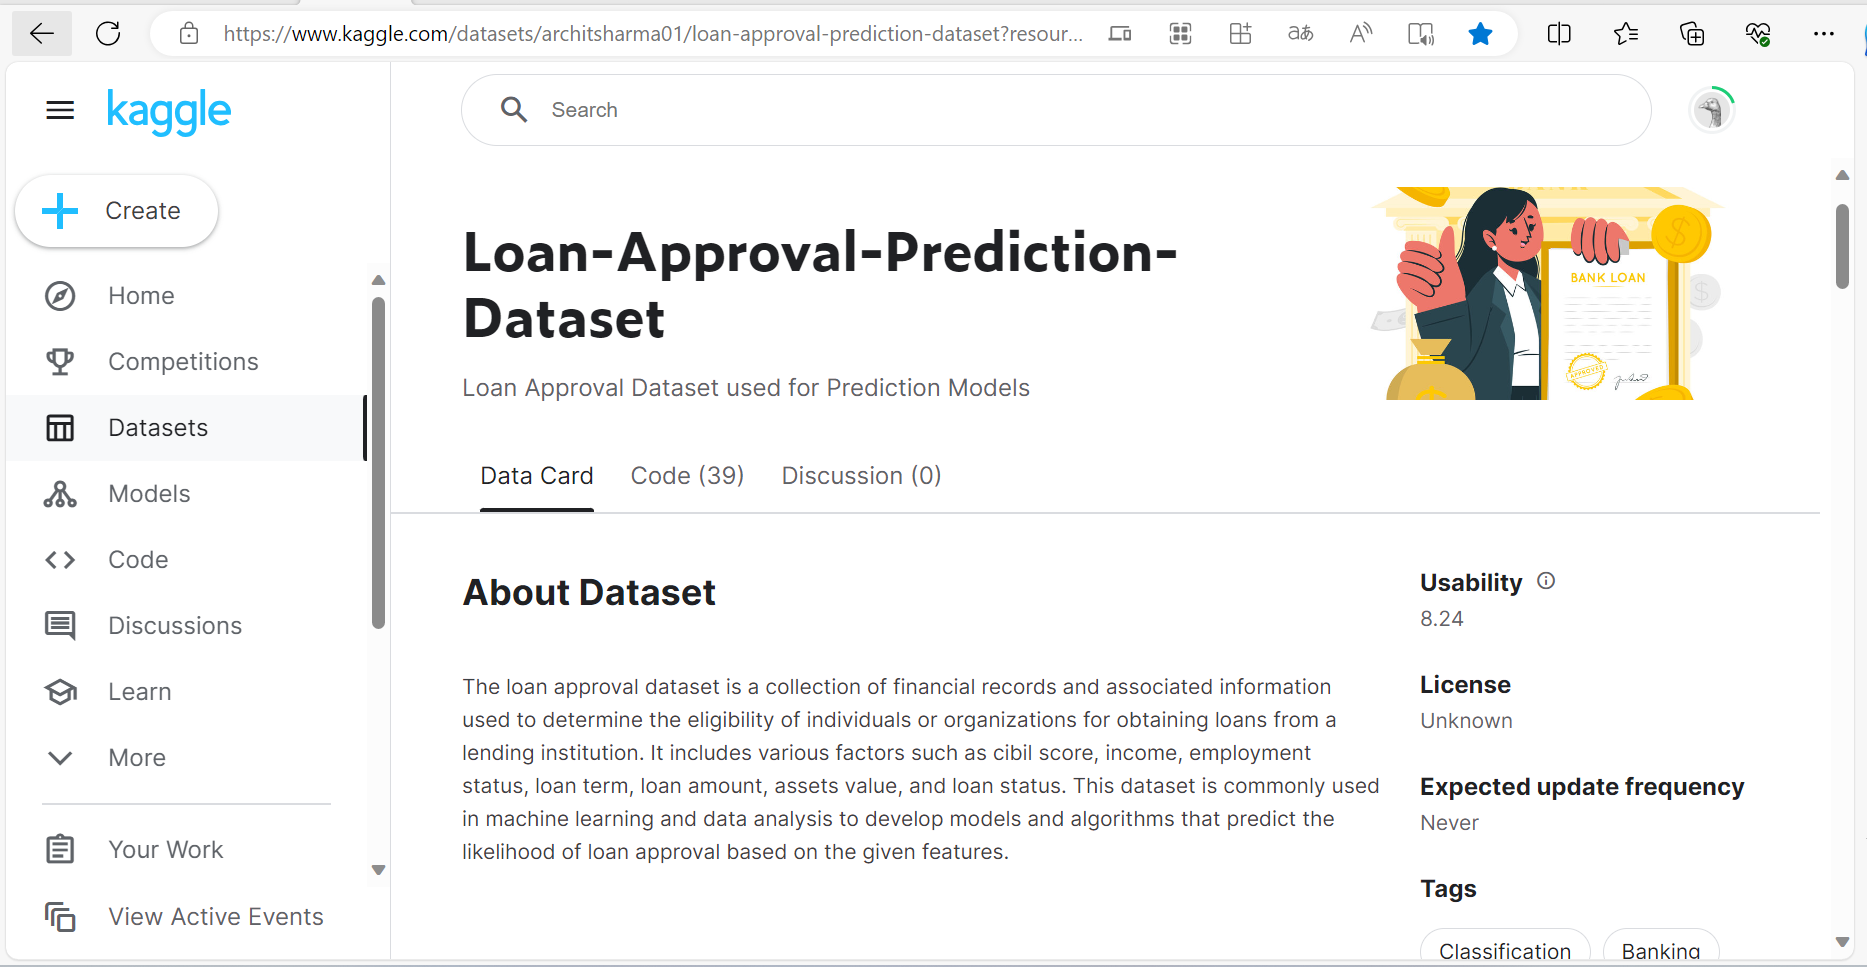 https://www.kaggle.com/datasets/architsharma01/loan-approval-prediction-dataset?resour...
kaggle
Search
Create
Home
Competitions
Datasets
Models
Code
Discussions
Learn
More
Your Work
View Active Events
Loan-Approval-Prediction-
Dataset
Loan Approval Dataset used for Prediction Models
BANK LOAN
APPROVED
Data Card Code (39) Discussion (0)
About Dataset
The loan approval dataset is a collection of financial records and associated information
used to determine the eligibility of individuals or organizations for obtaining loans from a
lending institution. It includes various factors such as cibil score, income, employment
status, loan term, loan amount, assets value, and loan status. This dataset is commonly used
in machine learning and data analysis to develop models and algorithms that predict the
likelihood of loan approval based on the given features.
Usability
8.24
License
Unknown
Expected update frequency
Never
Tags
Classification Banking